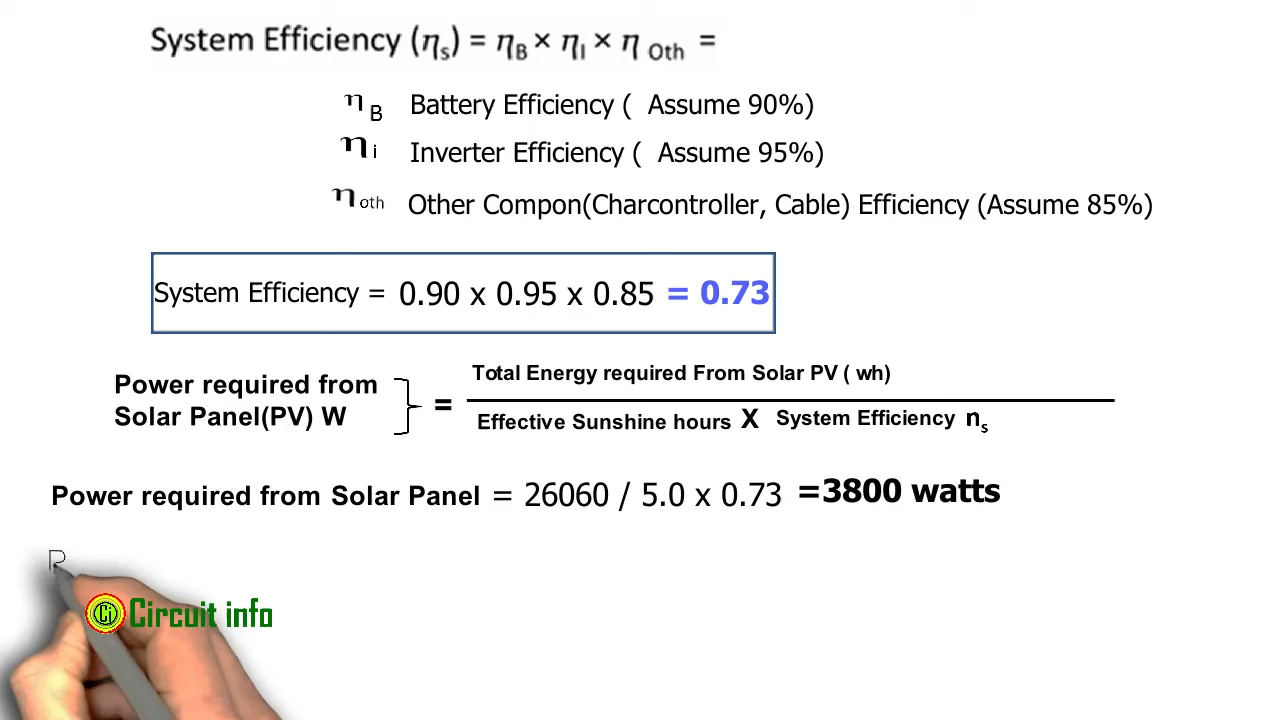 System Efficiency (ηs) = ηB × ηI × η Oth =
η B Battery Efficiency ( Assume 90%)
η i Inverter Efficiency ( Assume 95%)
η oth Other Compon(Charcontroller, Cable) Efficiency (Assume 85%)
System Efficiency = 0.90 x 0.95 x 0.85 = 0.73
Power required from
Solar Panel(PV) W
=
Total Energy required From Solar PV ( wh)
Effective Sunshine hours X System Efficiency ns
Power required from Solar Panel = 26060 / 5.0 x 0.73 =3800 watts
Ci Circuit info